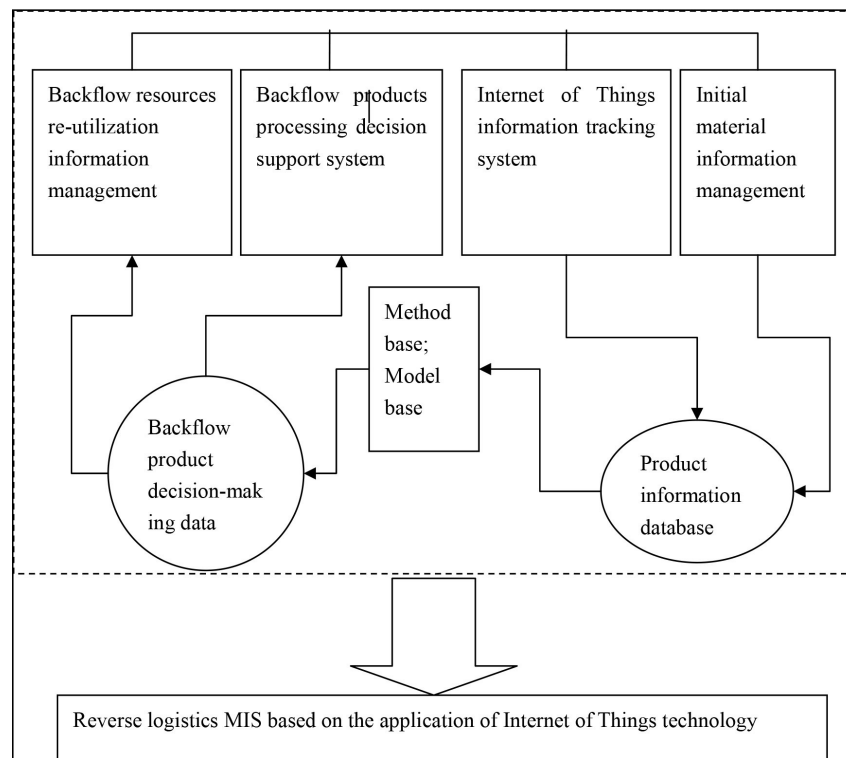 Backflow resources
re-utilization
information
management
Backflow products
processing decision
support system
Internet of Things
information tracking
system
Initial
material
information
management
Method
base;
Model
base
Backflow
product
decision-mak
ing data
Product
information
database
Reverse logistics MIS based on the application of Internet of Things technology